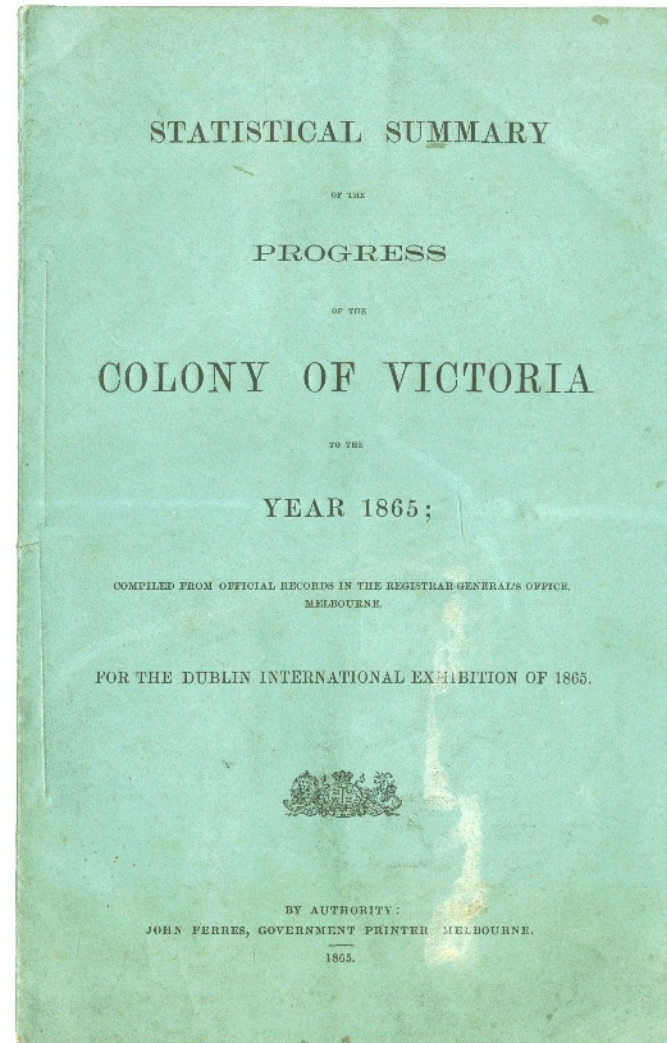 STATISTICAL SUMMARY
OF THE
PROGRESS
OF THE
COLONY OF VICTORIA
TO THE
YEAR 1865;
COMPILED FROM OFFICIAL RECORDS IN THE REGISTRAR-GENERAL'S OFFICE,
MELBOURNE,
FOR THE DUBLIN INTERNATIONAL EXHIBITION OF 1865.
BY AUTHORITY:
JOHN FERRES, GOVERNMENT PRINTER, MELBOURNE.
1865.